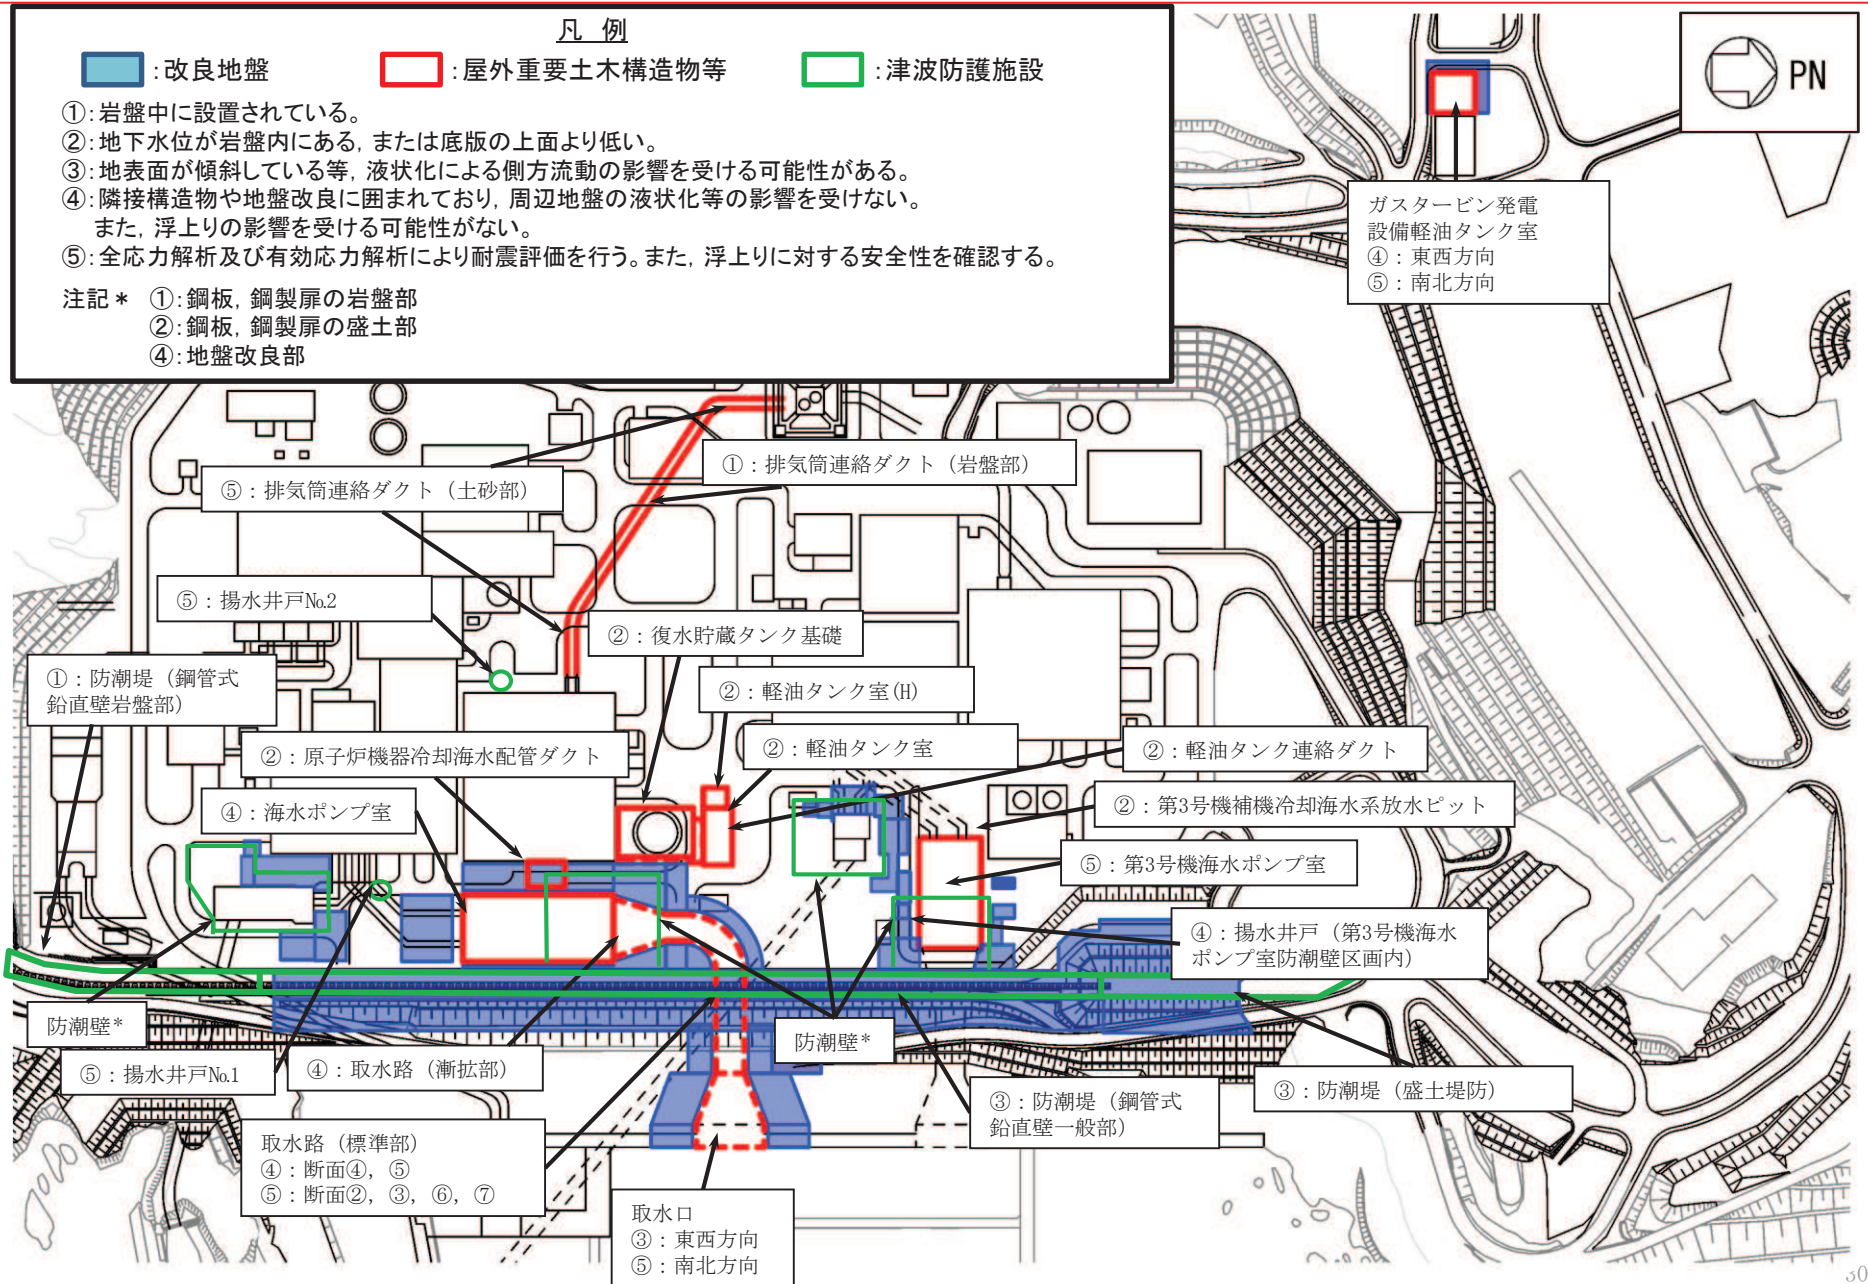 凡 例
:改良地盤
:屋外重要土木構造物等
:津波防護施設
①:岩盤中に設置されている。
②:地下水位が岩盤内にある, または底版の上面より低い。
③:地表面が傾斜している等, 液状化による側方流動の影響を受ける可能性がある。
④:隣接構造物や地盤改良に囲まれており, 周辺地盤の液状化等の影響を受けない。
また, 浮上りの影響を受ける可能性がない。
⑤:全応力解析及び有効応力解析により耐震評価を行う。また, 浮上りに対する安全性を確認する。
注記* ①:鋼板, 鋼製扉の岩盤部
②:鋼板, 鋼製扉の盛土部
④:地盤改良部
PN
ガスタービン発電
設備軽油タンク室
④:東西方向
⑤:南北方向
①:排気筒連絡ダクト(岩盤部)
⑤:排気筒連絡ダクト(土砂部)
⑤:揚水井戸№2
②:復水貯蔵タンク基礎
①:防潮堤(鋼管式
鉛直壁岩盤部)
②:軽油タンク室(H)
②:原子炉機器冷却海水配管ダクト
②:軽油タンク室
②:軽油タンク連絡ダクト
④:海水ポンプ室
②:第3号機補機冷却海水系放水ピット
⑤:第3号機海水ポンプ室
④:揚水井戸(第3号機海水
ポンプ室防潮壁区画内)
防潮壁*
防潮壁*
⑤:揚水井戸№1
④:取水路(漸拡部)
③:防潮堤(鋼管式
鉛直壁一般部)
③:防潮堤(盛土堤防)
取水路(標準部)
④:断面④, ⑤
⑤:断面②, ③, ⑥, ⑦
取水口
③:東西方向
⑤:南北方向